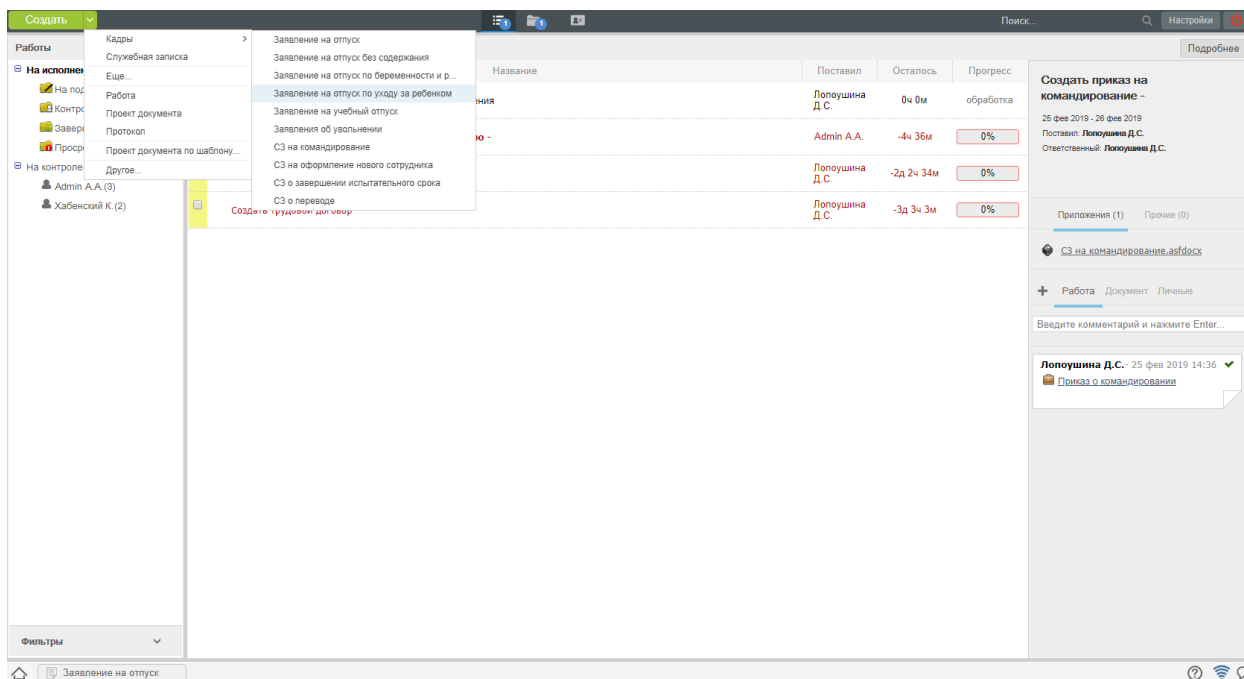 Создать
1
1
Поиск...
Настройки
Работы
Подробнее
На исполнен
На под
Контро
Заверш
Просро
На контроле
Admin A.A.(3)
Хабенский К.(2)
Кадры
Служебная записка
Еще...
Работа
Проект документа
Протокол
Проект документа по шаблону...
Другое...
Заявление на отпуск
Заявление на отпуск без содержания
Заявление на отпуск по беременности и р...
Заявление на отпуск по уходу за ребенком
Заявление на учебный отпуск
Заявления об увольнении
СЗ на командирование
СЗ на оформление нового сотрудника
СЗ о завершении испытательного срока
СЗ о переводе
Название
Поставил
Осталось
Прогресс
ения
Лопоушина
Д.С.
0ч 0м
обработка
ю -
Admin A.A.
-4ч 36м
0%
Лопоушина
Д.С.
-2д 2ч 34м
0%
Создать трудовой договор
Лопоушина
Д.С.
-3д 3ч 3м
0%
Создать приказ на
командирование -
25 фев 2019 - 26 фев 2019
Поставил: Лопоушина Д.С.
Ответственный: Лопоушина Д.С.
Приложения (1)
Прочие (0)
СЗ на командирование.asfdocx
Работа
Документ
Личные
Введите комментарий и нажмите Enter...
Лопоушина Д.С. - 25 фев 2019 14:36
Приказ о командировании
Фильтры
Заявление на отпуск